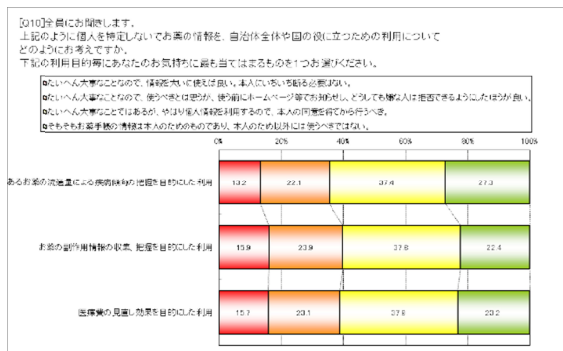 [Q10]全員にお聞きします。
上記のように個人を特定しないでお薬の情報を、自治体全体や国の役に立つための利用について
どのようにお考えですか。
下記の利用目的等にあなたのお気持ちに最も当てはまるものを1つお選びください。
たいへん大事なことなので、情報を大いに使えば良い。本人にいちいち断る必要はない。
たいへん大事なことなので、使うべきとは思うが、使う前にホームページ等でお知らせし、どうしても嫌な人は拒否できるようにしたほうが良い。
たいへん大事なことではあるが、やはり個人情報を利用するので、本人の同意を得てから行うべき。
そもそもお薬手帳の情報は本人のためのものであり、本人のため以外には使うべきではない。
0% 20% 40% 60% 80% 100%
あるお薬の流通量による疾病傾向の把握を目的にした利用 13.2 22.1 37.4 27.3
お薬の副作用情報の収集、把握を目的にした利用 15.9 23.9 37.8 22.4
医療費の見直し効果を目的にした利用 15.7 23.1 23.2